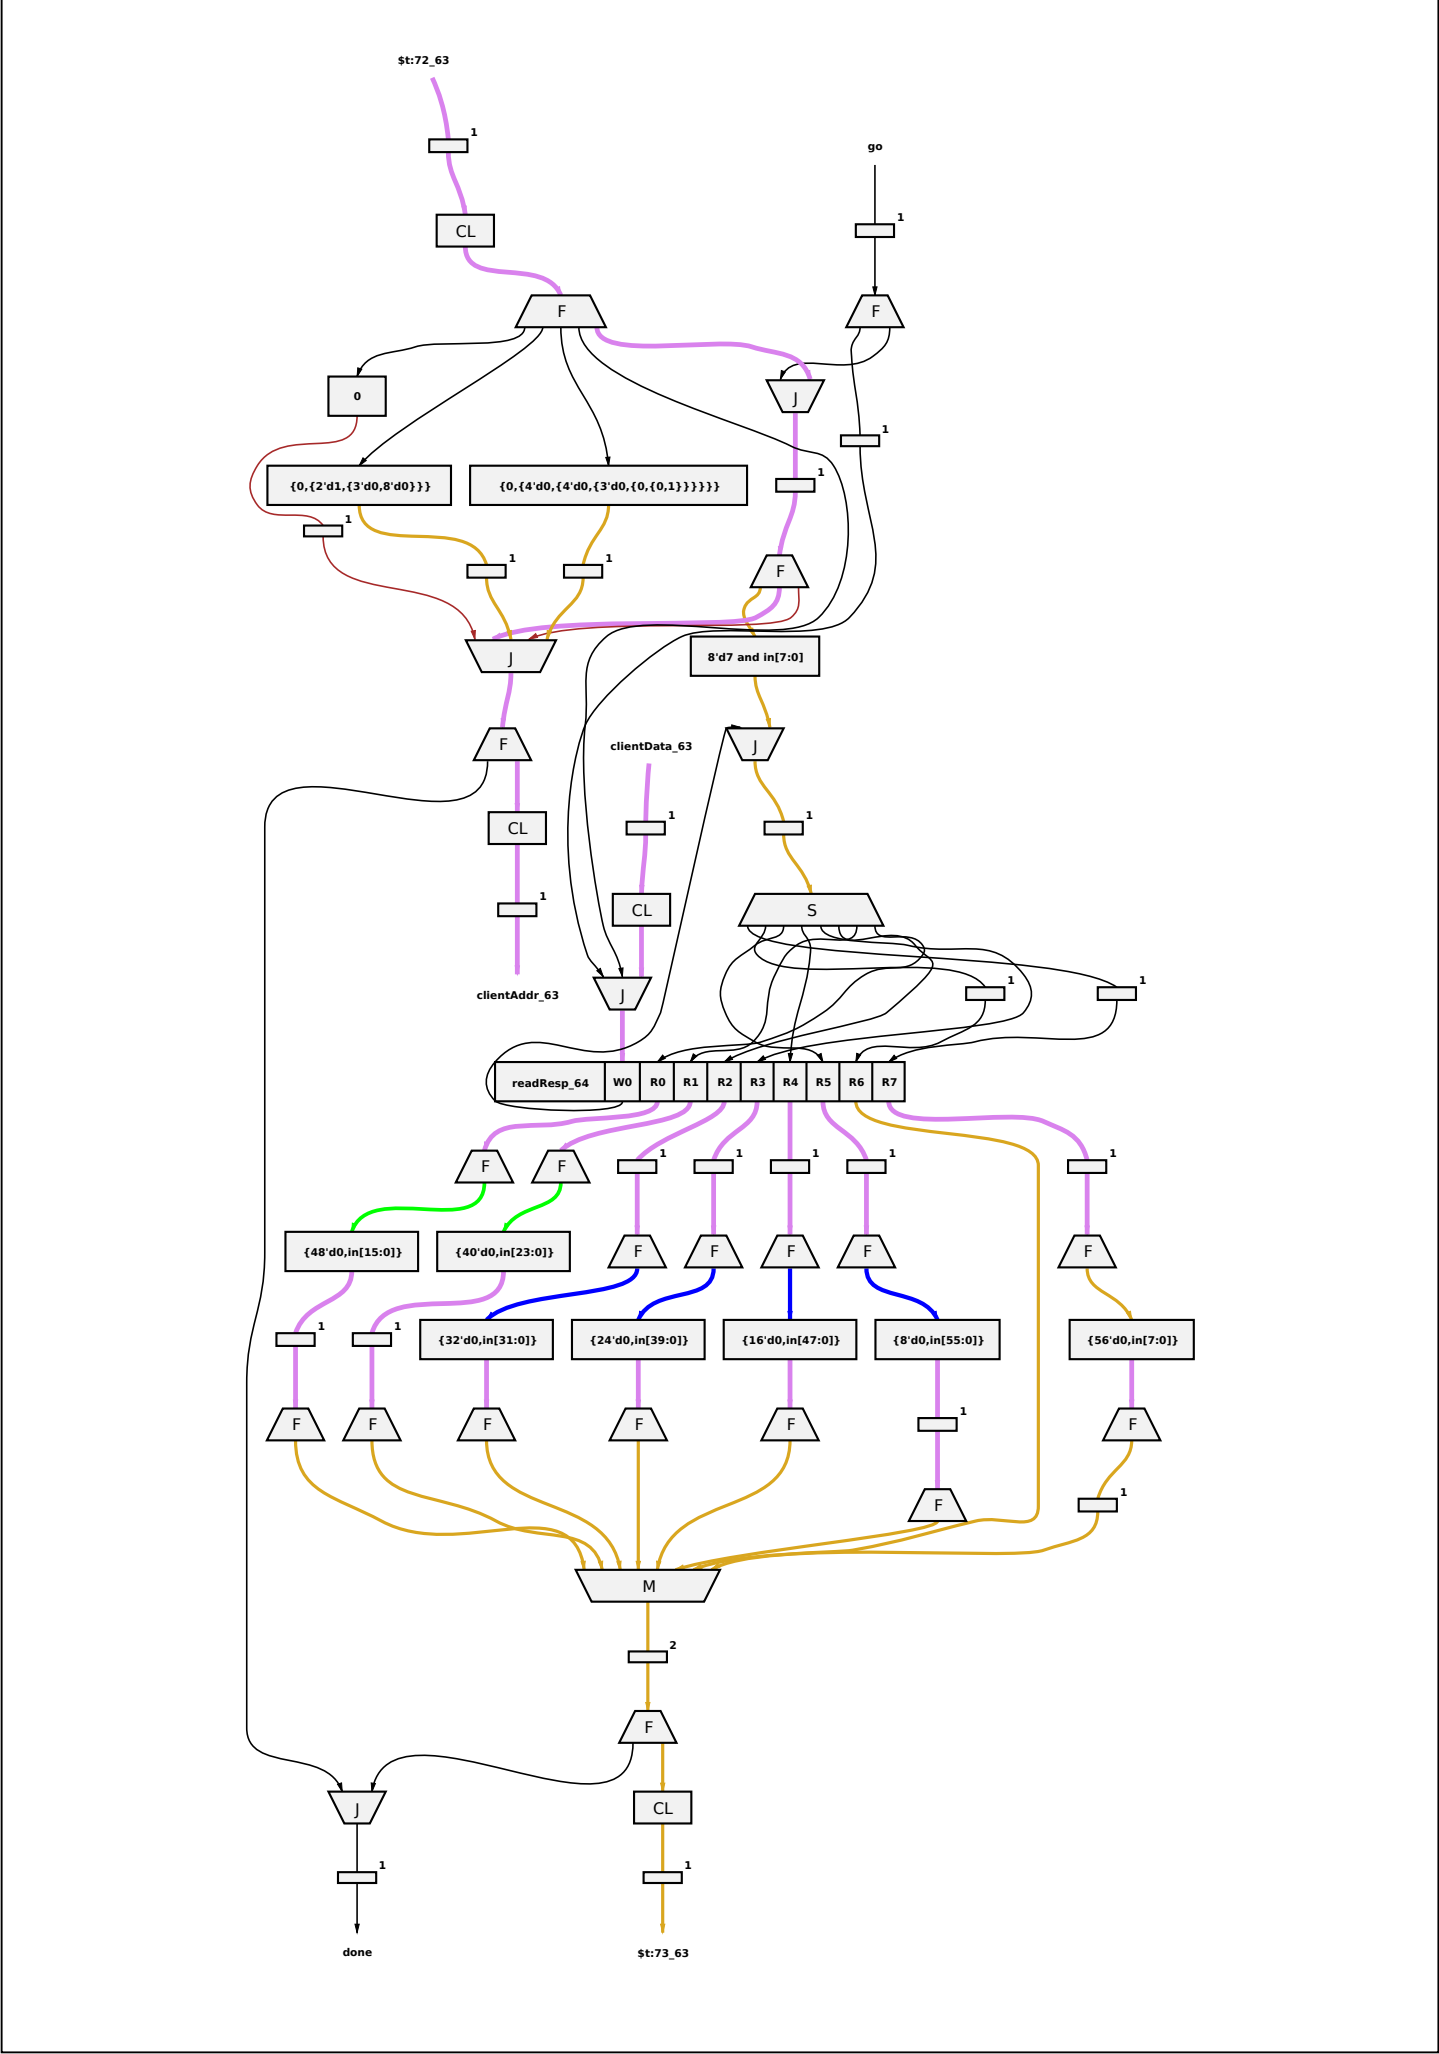 $t:72_63
1
go
CL
1
F
F
0
J
1
{0,{2'd1,{3'd0,8'd0}}}
{0,{4'd0,{4'd0,{3'd0,{0,{0,1}}}}}}
1
1
1
1
F
J
8'd7 and in[7:0]
F
clientData_63
J
CL
1
1
1
CL
S
clientAddr_63
J
1
1
readResp_64 W0 R0 R1 R2 R3 R4 R5 R6 R7
F
F
1
1
1
1
1
{48'd0,in[15:0]}
{40'd0,in[23:0]}
F
F
F
F
F
1
1
{32'd0,in[31:0]}
{24'd0,in[39:0]}
{16'd0,in[47:0]}
{8'd0,in[55:0]}
{56'd0,in[7:0]}
F
F
F
F
F
1
F
F
1
M
2
F
J
CL
1
1
done
$t:73_63